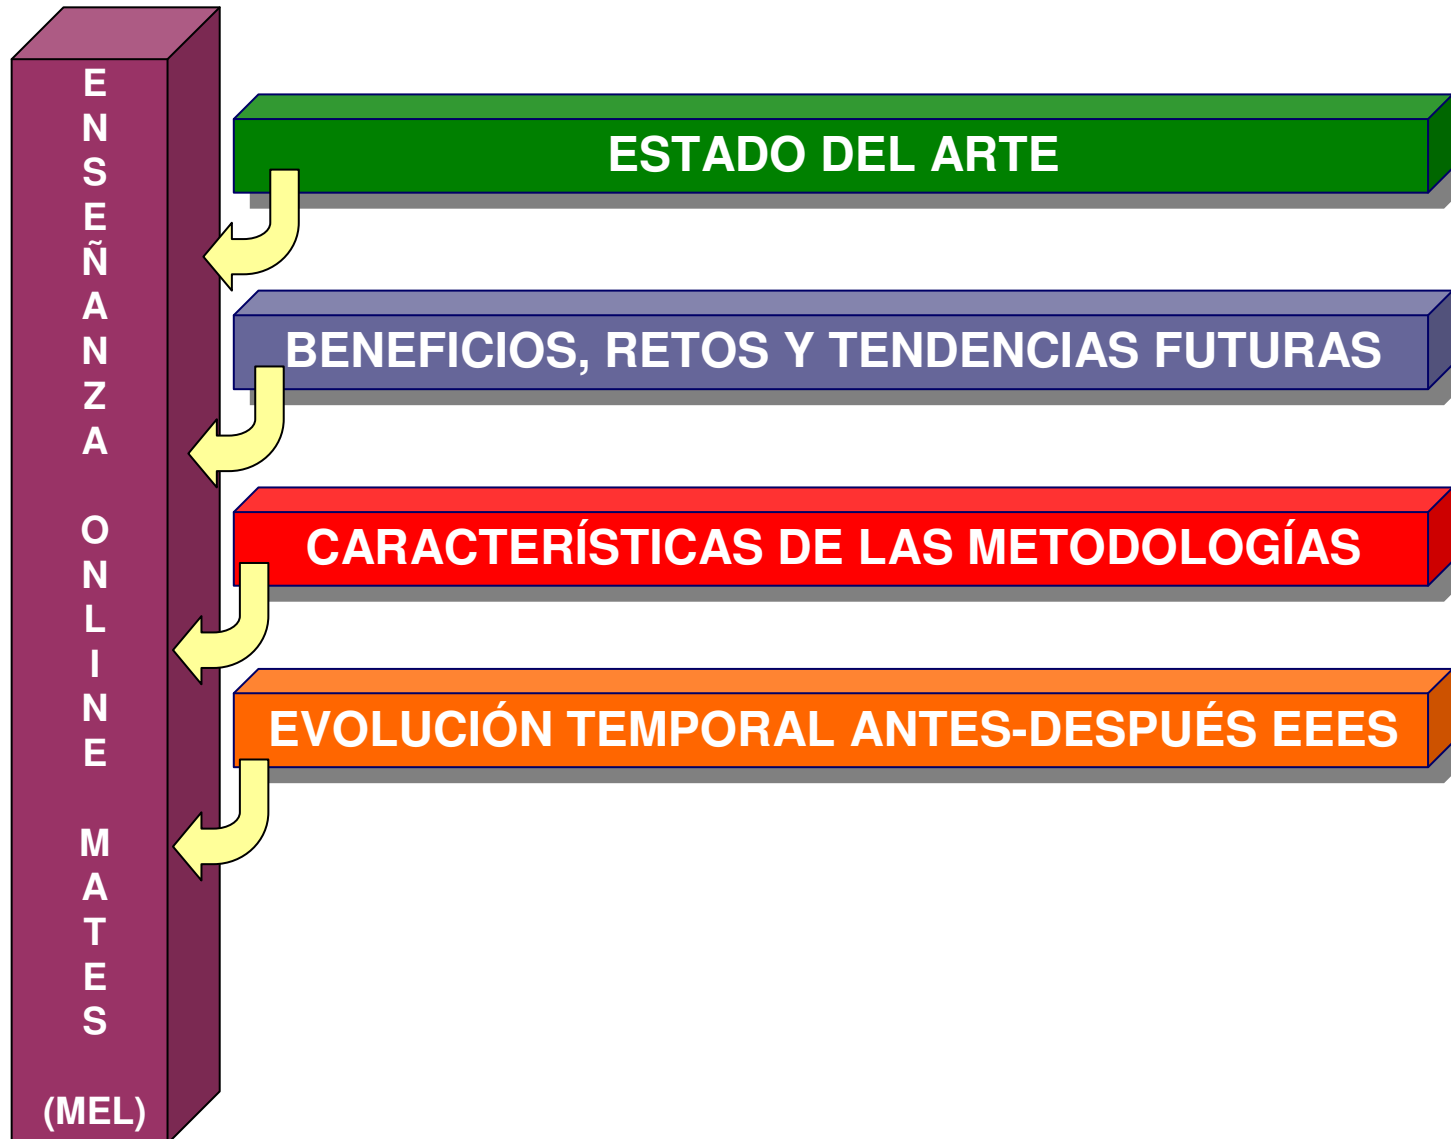 ENSEÑANZA ONLINE MATES
(MEL)
ESTADO DEL ARTE
BENEFICIOS, RETOS Y TENDENCIAS FUTURAS
CARACTERÍSTICAS DE LAS METODOLOGÍAS
EVOLUCIÓN TEMPORAL ANTES-DESPUÉS EEES